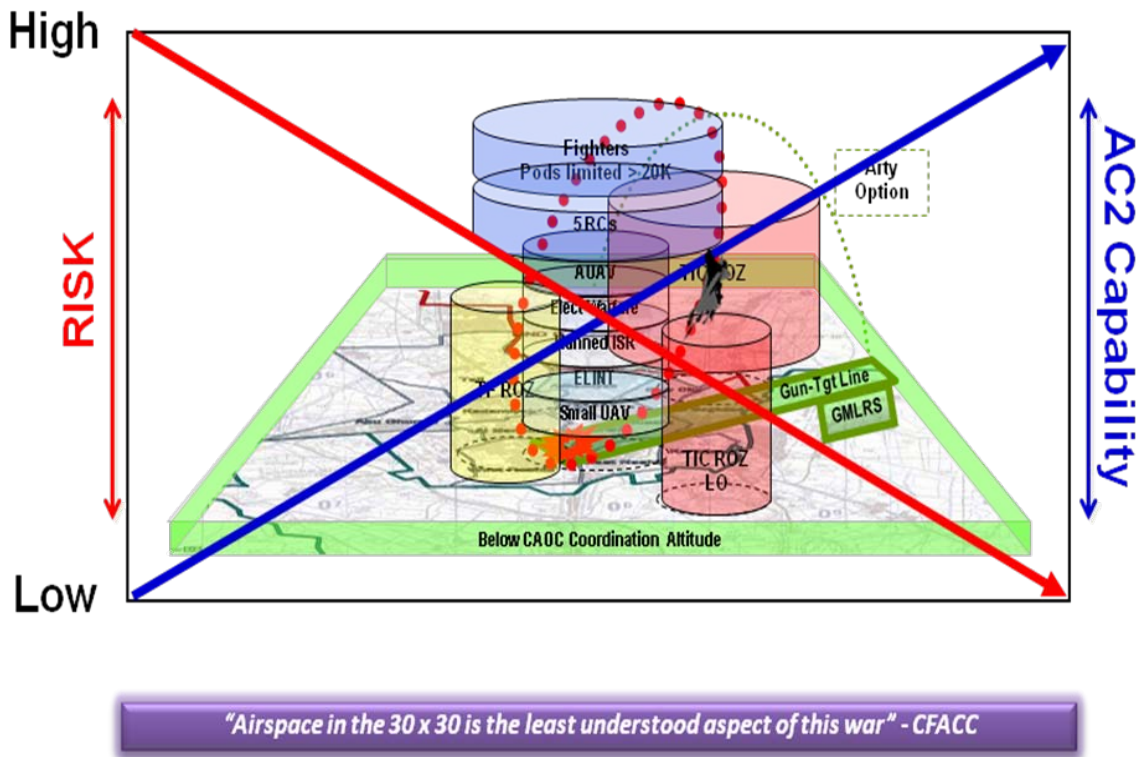 High
Low
RISK
AC2 Capability
Fighters
Pods limited > 20K
5RCs
AUAV
Elect Warfare
Manned ISR
ELINT
Small UAV
TF ROZ
TIC ROZ
TIC ROZ
LO
Arty
Option
Gun-Tgt Line
GMLRS
Below CAOC Coordination Altitude
“Airspace in the 30 x 30 is the least understood aspect of this war” - CFACC